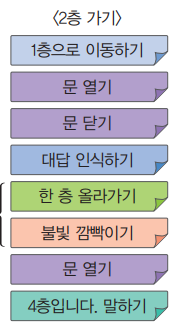 〈2층 가기〉
1층으로 이동하기
문 열기
문 닫기
대답 인식하기
한 층 올라가기
불빛 깜빡이기
문 열기
4층입니다. 말하기